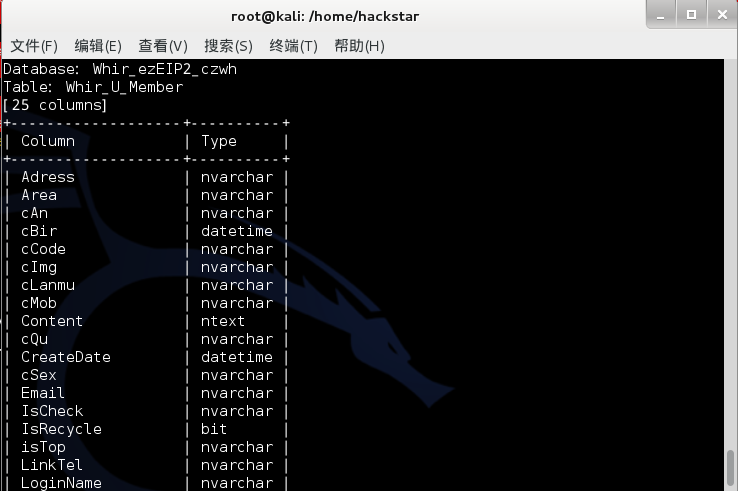 root@kali: /home/hackstar
文件(F) 编辑(E) 查看(V) 搜索(S) 终端(T) 帮助(H)
Database: Whir_ezEIP2_czwh
Table: Whir_U_Member
[25 columns]
+-------------------+----------+
| Column | Type |
+-------------------+----------+
| Adress | nvarchar |
| Area | nvarchar |
| cAn | nvarchar |
| cBir | datetime |
| cCode | nvarchar |
| cImg | nvarchar |
| cLanmu | nvarchar |
| cMob | nvarchar |
| Content | ntext |
| cQu | nvarchar |
| CreateDate | datetime |
| cSex | nvarchar |
| Email | nvarchar |
| IsCheck | nvarchar |
| IsRecycle | bit |
| isTop | nvarchar |
| LinkTel | nvarchar |
| LoginName | nvarchar |